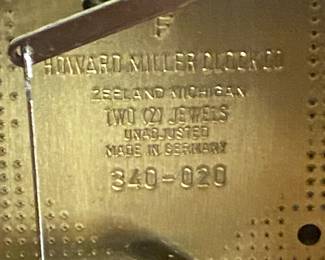 F
HOWARD MILLER CLOCK CO
ZEELAND MICHIGAN
TWO (2) JEWELS
UNADJUSTED
MADE IN GERMANY
340-020